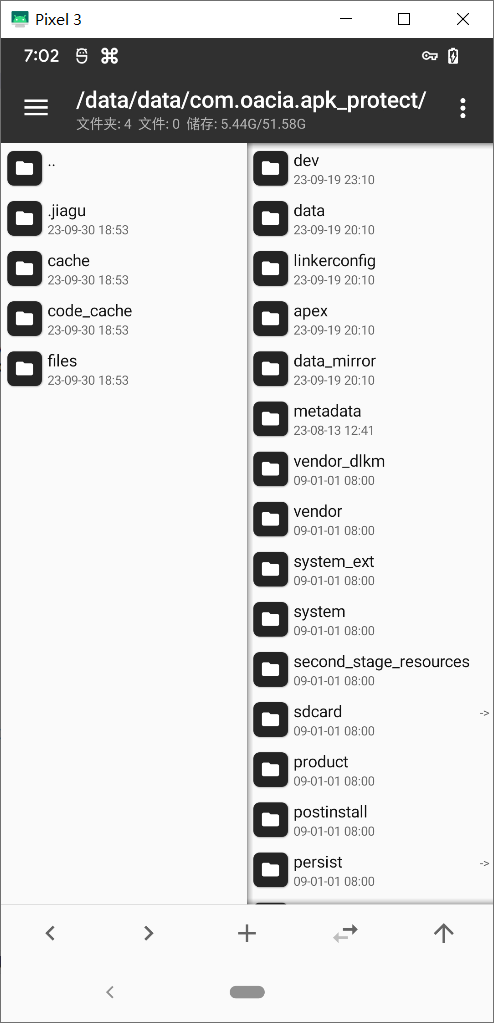 Pixel 3
7:02
/data/data/com.oacia.apk_protect/
文件夹: 4 文件: 0 储存: 5.44G/51.58G
..
.jiagu
23-09-30 18:53
cache
23-09-30 18:53
code_cache
23-09-30 18:53
files
23-09-30 18:53
dev
23-09-19 23:10
data
23-09-19 20:10
linkerconfig
23-09-19 20:10
apex
23-09-19 20:10
data_mirror
23-09-19 20:10
metadata
23-08-13 12:41
vendor_dlkm
09-01-01 08:00
vendor
09-01-01 08:00
system_ext
09-01-01 08:00
system
09-01-01 08:00
second_stage_resources
09-01-01 08:00
sdcard
->
09-01-01 08:00
product
09-01-01 08:00
postinstall
09-01-01 08:00
persist
->
09-01-01 08:00